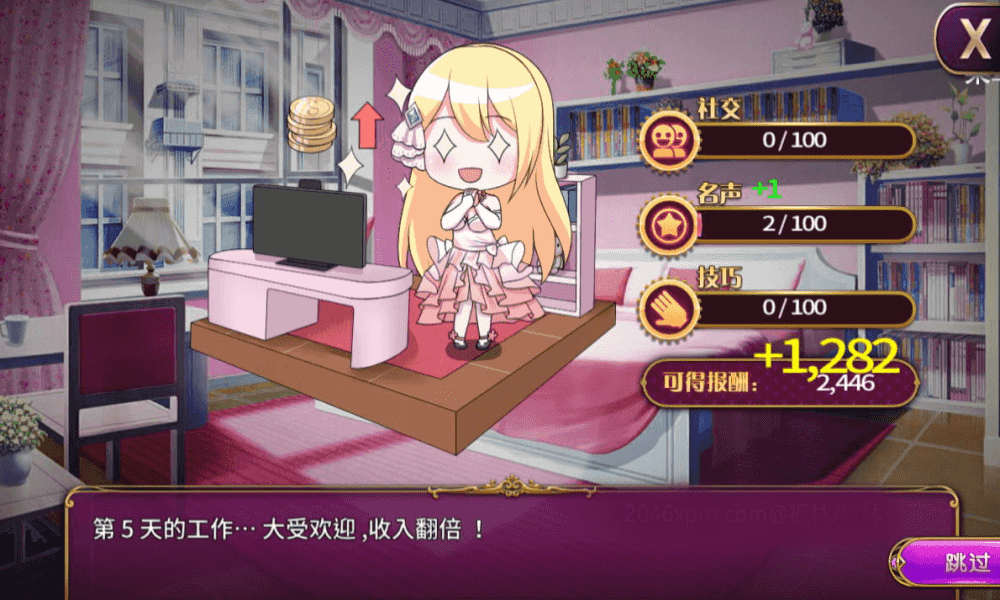 X
社交
0/100
名声 +1
2/100
技巧
0/100
+1,282
可得报酬： 2,446
第 5 天的工作… 大受欢迎 ,收入翻倍 ！
跳过